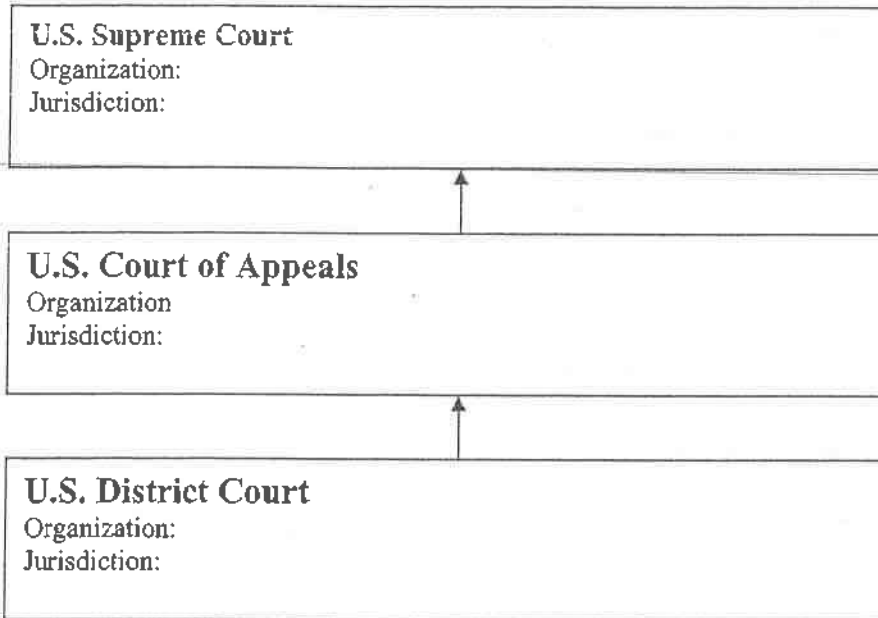 U.S. Supreme Court
Organization:
Jurisdiction:
U.S. Court of Appeals
Organization
Jurisdiction:
U.S. District Court
Organization:
Jurisdiction: